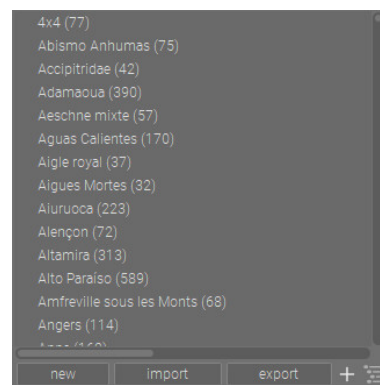 4x4 (77)
Abismo Anhumas (75)
Accipitridae (42)
Adamaoua (390)
Aeschne mixte (57)
Aguas Calientes (170)
Aigle royal (37)
Aigues Mortes (32)
Aiuruoca (223)
Alençon (72)
Altamira (313)
Alto Paraíso (589)
Amfreville sous les Monts (68)
Angers (114)
new import export +